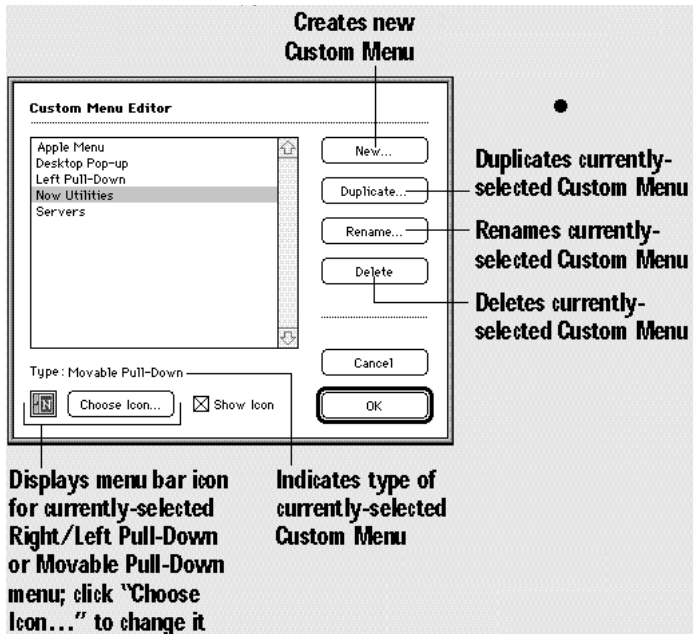 Creates new
Custom Menu
Custom Menu Editor
Apple Menu
Desktop Pop-up
Left Pull-Down
Now Utilities
Servers
New...
Duplicate...
Rename...
Delete
Cancel
OK
Type: Movable Pull-Down
N
Choose Icon...
Show Icon
Duplicates currently-
selected Custom Menu
Renames currently-
selected Custom Menu
Deletes currently-
selected Custom Menu
Displays menu bar icon
for currently-selected
Right/Left Pull-Down
or Movable Pull-Down
menu; click “Choose
Icon...” to change it
Indicates type of
currently-selected
Custom Menu